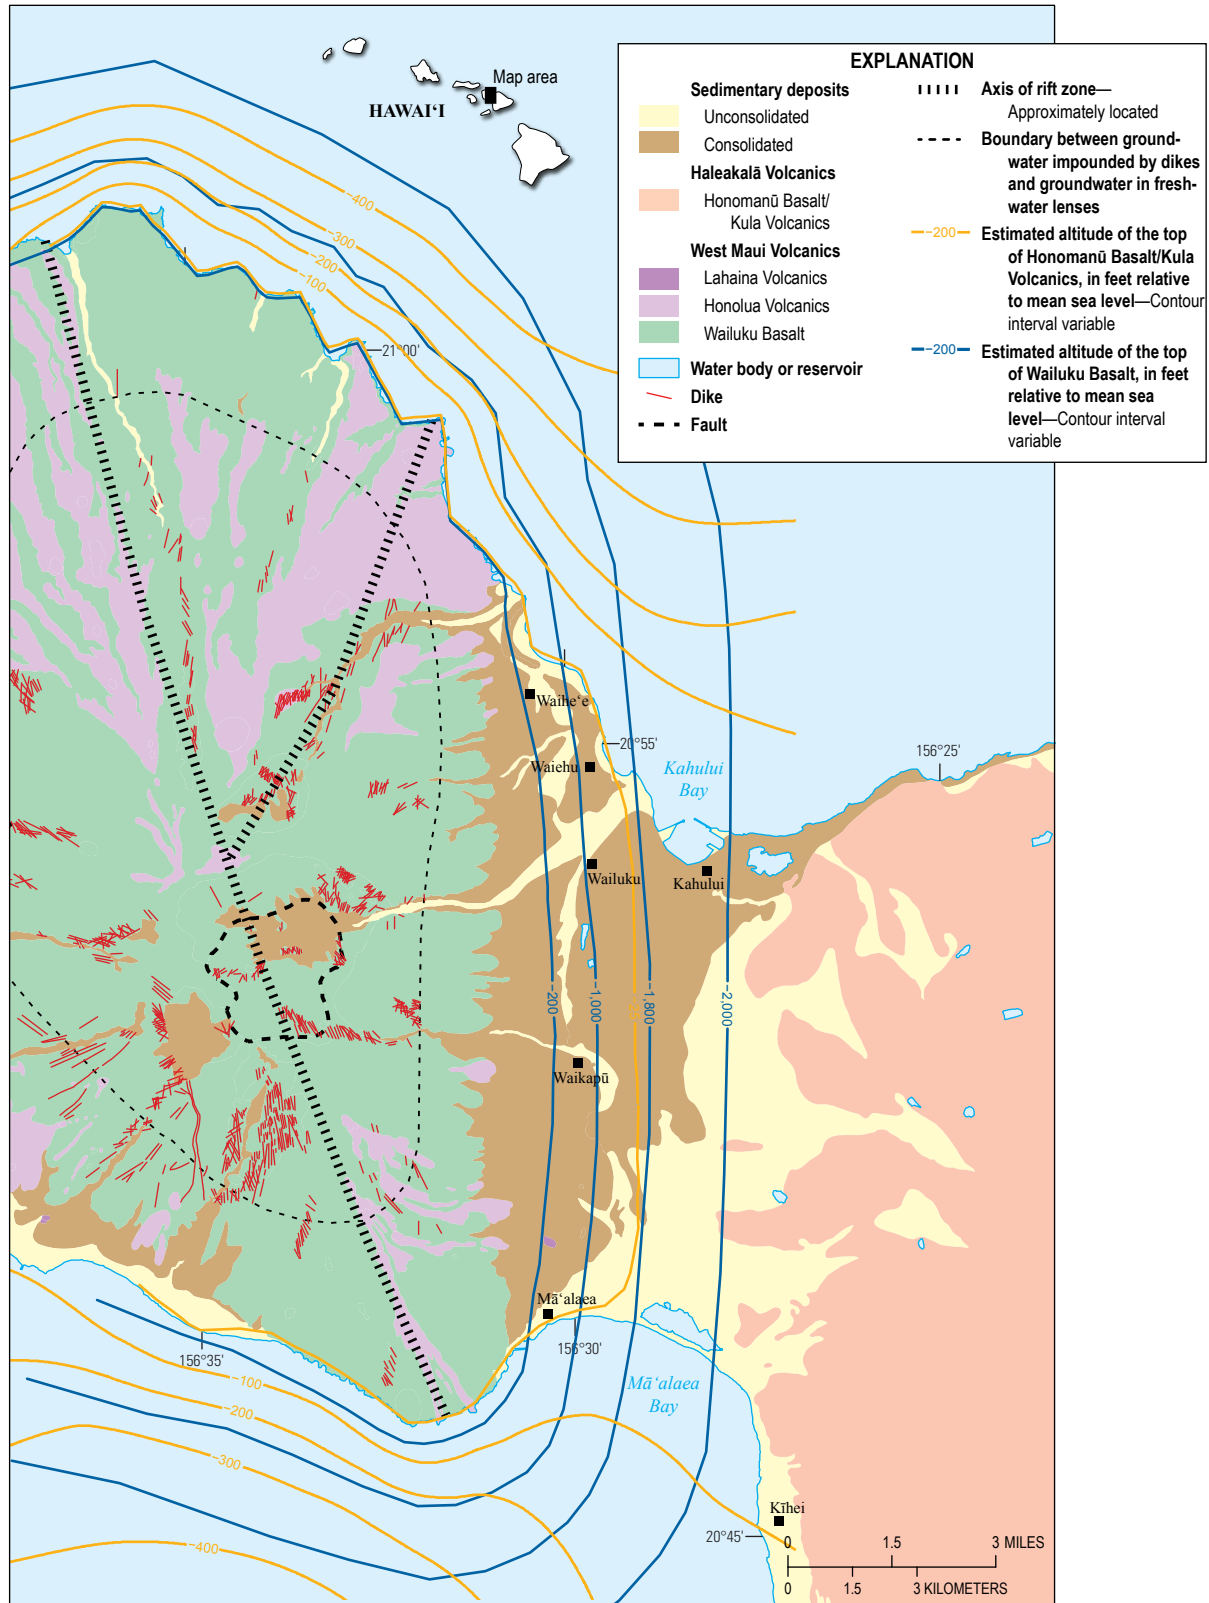 Map area
HAWAIʻI
EXPLANATION
Sedimentary deposits
Unconsolidated
Consolidated
Haleakalā Volcanics
Honomanū Basalt/
Kula Volcanics
West Maui Volcanics
Lahaina Volcanics
Honolua Volcanics
Wailuku Basalt
Water body or reservoir
Dike
Fault
Axis of rift zone—
Approximately located
Boundary between ground-
water impounded by dikes
and groundwater in fresh-
water lenses
−200
Estimated altitude of the top
of Honomanū Basalt/Kula
Volcanics, in feet relative
to mean sea level—Contour
interval variable
−200
Estimated altitude of the top
of Wailuku Basalt, in feet
relative to mean sea
level—Contour interval
variable
−400
−300
−200
−100
21°00'
Waiheʻe
20°55'
156°25'
Waiehu
Kahului
Bay
Wailuku
Kahului
−200
−1,000
−1,800
−2,000
Waikapū
Māʻalaea
156°35'
156°30'
−100
−200
−300
−400
Māʻalaea
Bay
Kīhei
20°45'
0 1.5 3 MILES
0 1.5 3 KILOMETERS